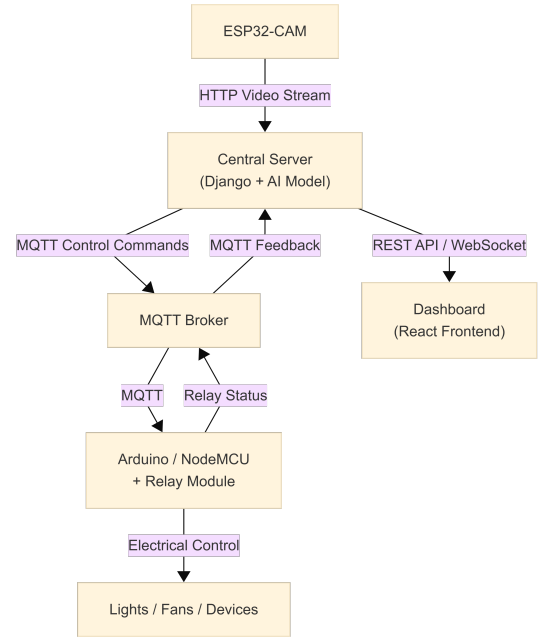 ESP32-CAM
HTTP Video Stream
Central Server
(Django + AI Model)
MQTT Control Commands
MQTT Feedback
REST API / WebSocket
MQTT Broker
Dashboard
(React Frontend)
MQTT
Relay Status
Arduino / NodeMCU
+ Relay Module
Electrical Control
Lights / Fans / Devices